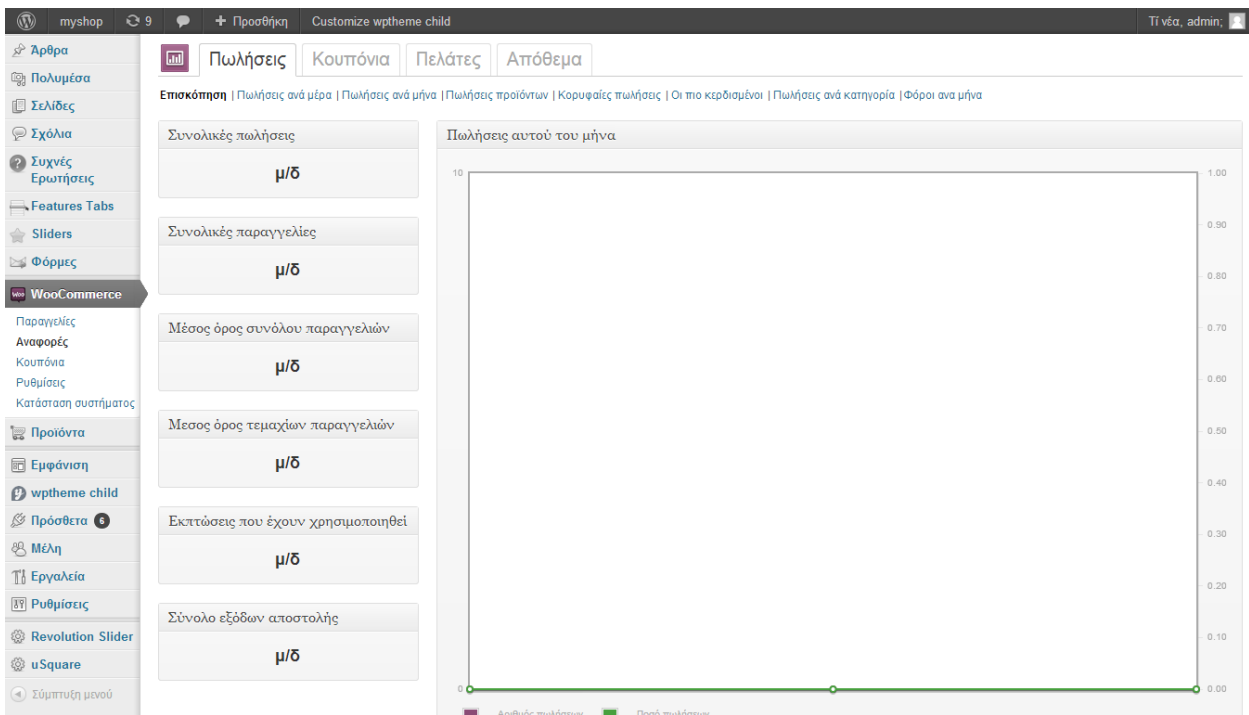 myshop 9 + Προσθήκη Customize wptheme child Τί νέα, admin;
Άρθρα
Πολυμέσα
Σελίδες
Σχόλια
Συχνές
Ερωτήσεις
Features Tabs
Sliders
Φόρμες
WooCommerce
Παραγγελίες
Αναφορές
Κουπόνια
Ρυθμίσεις
Κατάσταση συστήματος
Προϊόντα
Εμφάνιση
wptheme child
Πρόσθετα 6
Μέλη
Εργαλεία
Ρυθμίσεις
Revolution Slider
uSquare
Σύμπτυξη μενού
Πωλήσεις Κουπόνια Πελάτες Απόθεμα
Επισκόπηση | Πωλήσεις ανά μέρα | Πωλήσεις ανά μήνα | Πωλήσεις προϊόντων | Κορυφαίες πωλήσεις | Οι πιο κερδισμένοι | Πωλήσεις ανά κατηγορία | Φόροι ανα μήνα
Συνολικές πωλήσεις
μ/δ
Συνολικές παραγγελίες
μ/δ
Μέσος όρος συνόλου παραγγελιών
μ/δ
Μεσος όρος τεμαχίων παραγγελιών
μ/δ
Εκπτώσεις που έχουν χρησιμοποιηθεί
μ/δ
Σύνολο εξόδων αποστολής
μ/δ
Πωλήσεις αυτού του μήνα
10
0
1.00
0.90
0.80
0.70
0.60
0.50
0.40
0.30
0.20
0.10
0.00
Αριθμός πωλήσεων Ποσό πωλήσεων